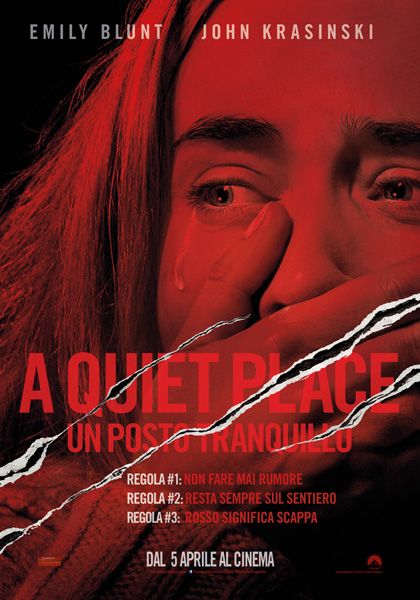 EMILY BLUNT JOHN KRASINSKI
A QUIET PLACE
UN POSTO TRANQUILLO
REGOLA #1: NON FARE MAI RUMORE
REGOLA #2: RESTA SEMPRE SUL SENTIERO
REGOLA #3: ROSSO SIGNIFICA SCAPPA
DAL 5 APRILE AL CINEMA